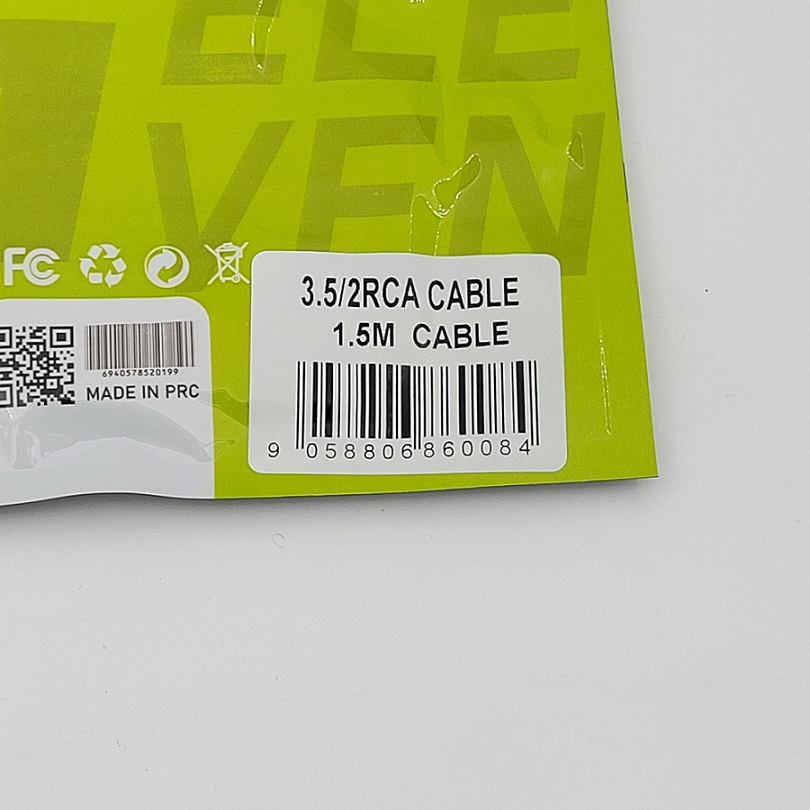 ELE
VEN
FC
3.5/2RCA CABLE
1.5M CABLE
9 058806 860084
6940578520199
MADE IN PRC